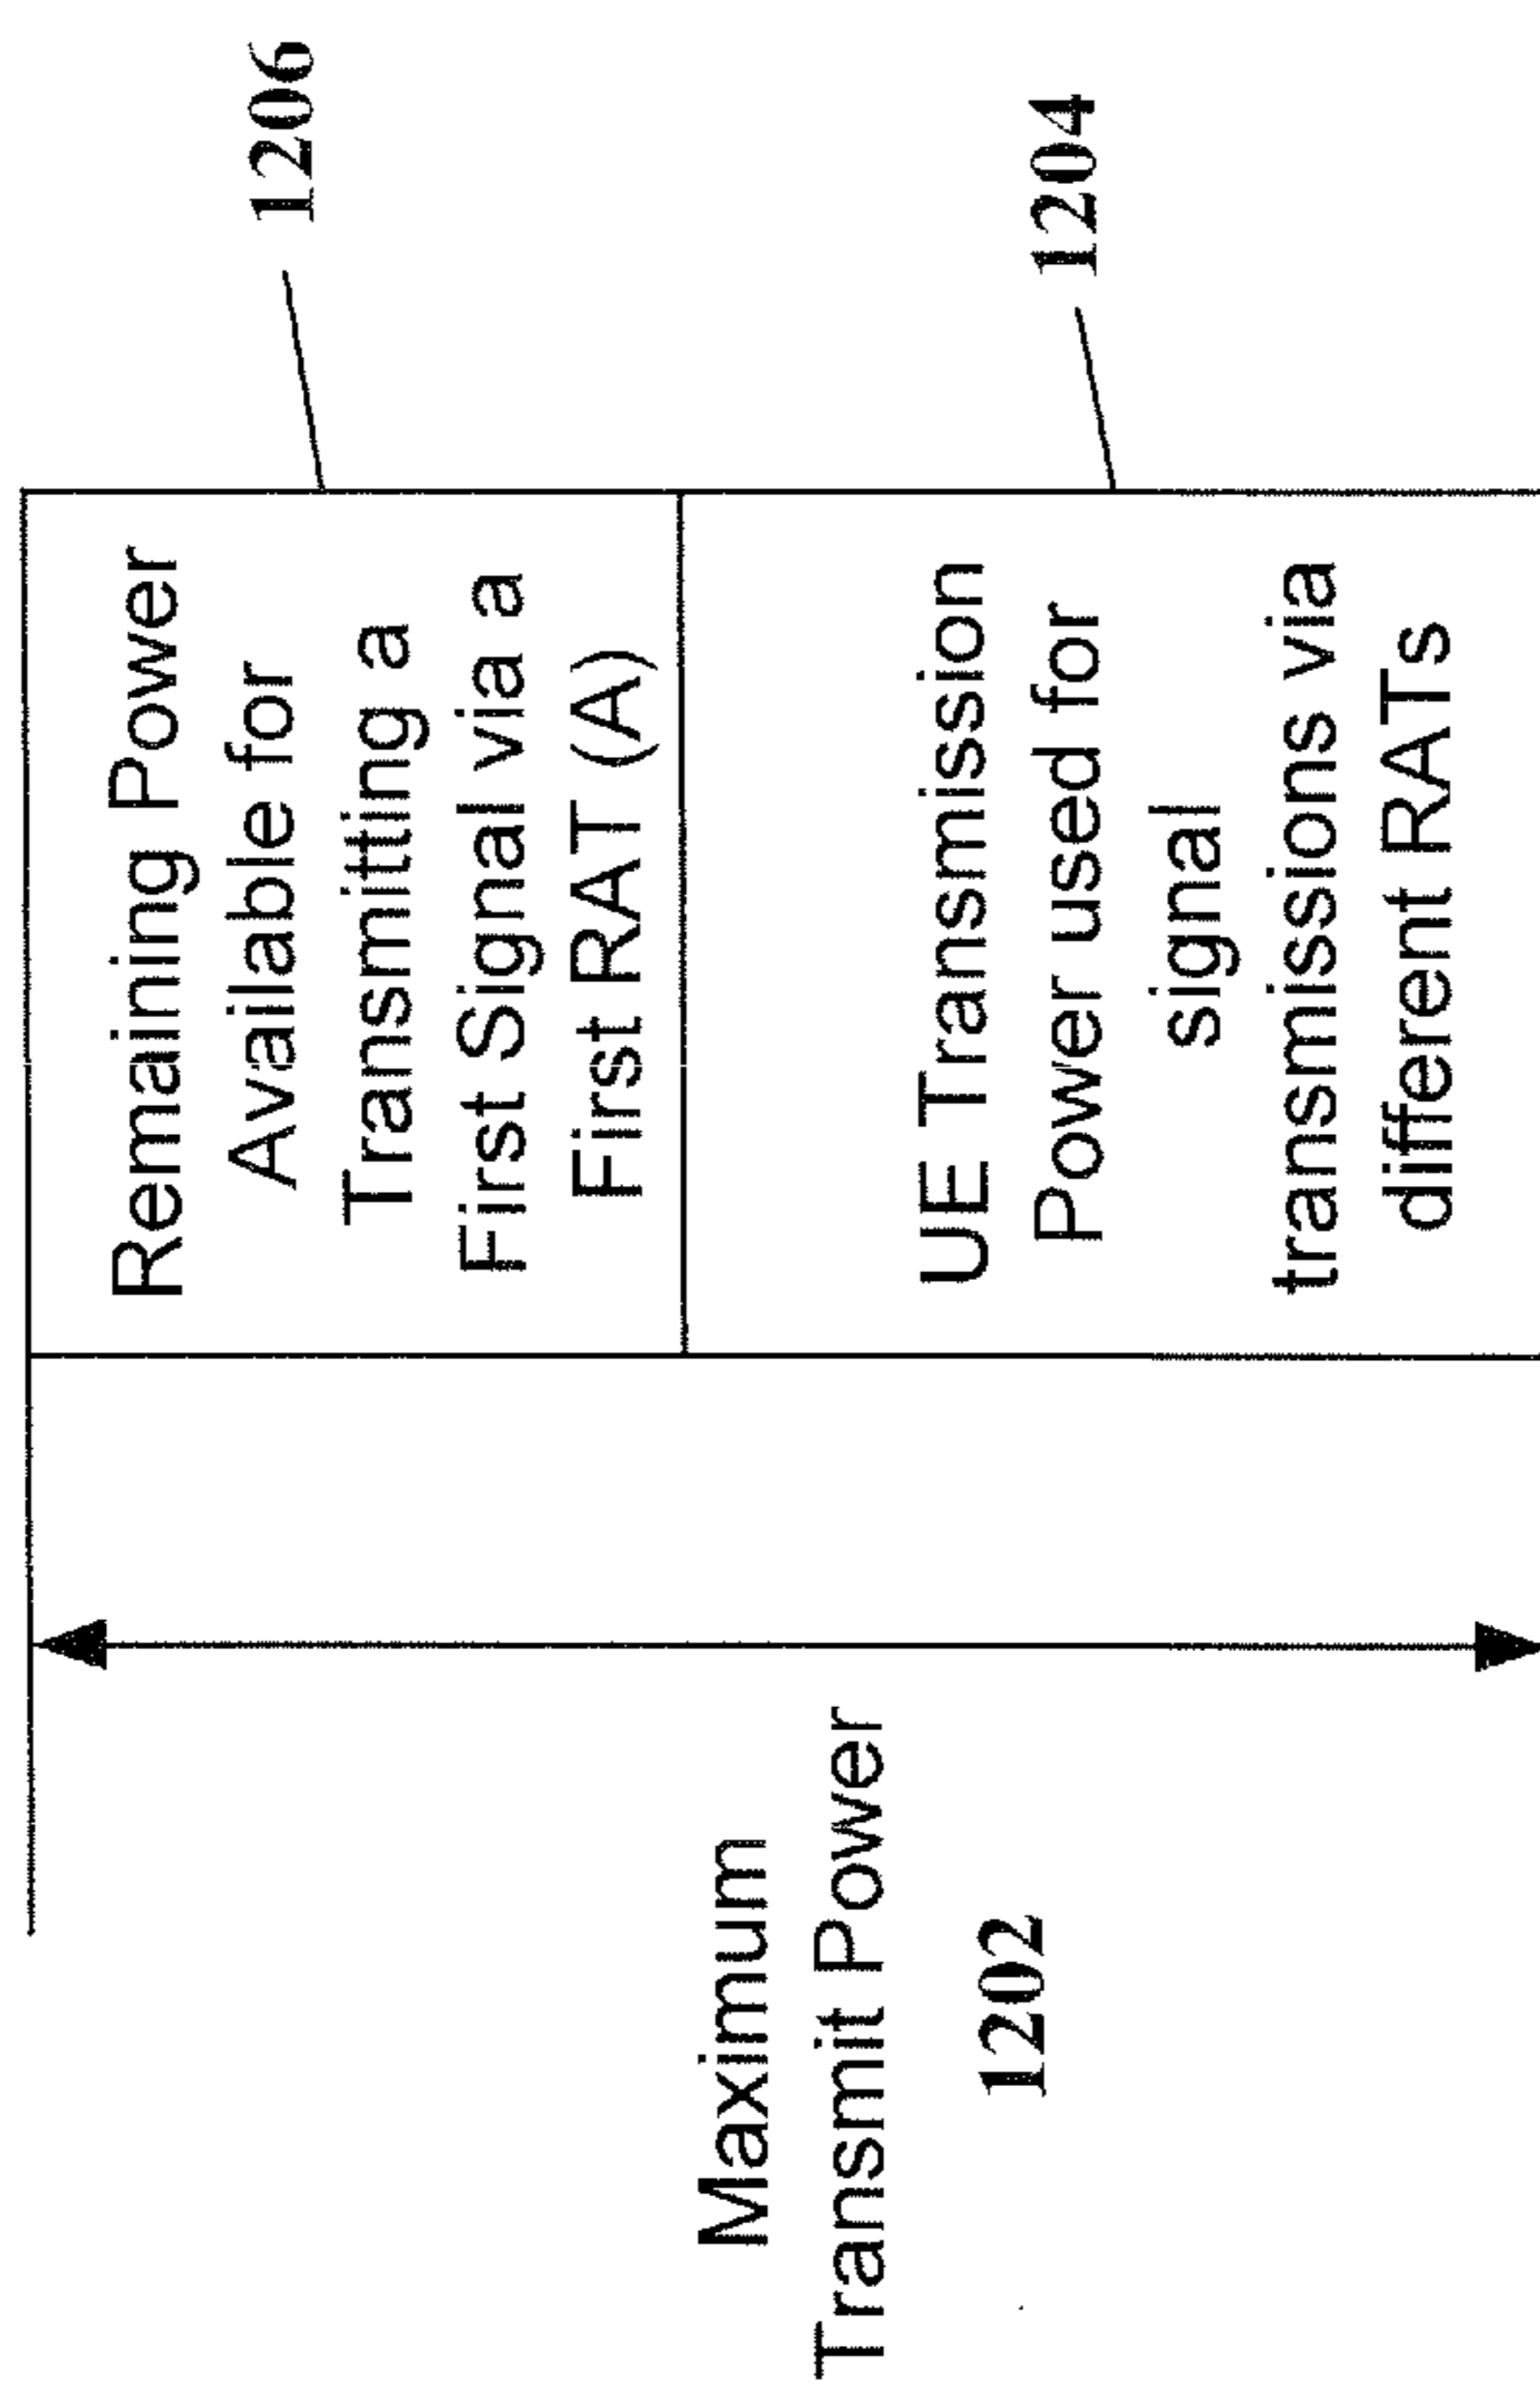 Maximum
Transmit Power
1202
Remaining Power
Available for
Transmitting a
First Signal via a
First RAT (A)
1206
UE Transmission
Power used for
signal
transmissions via
different RATs
1204